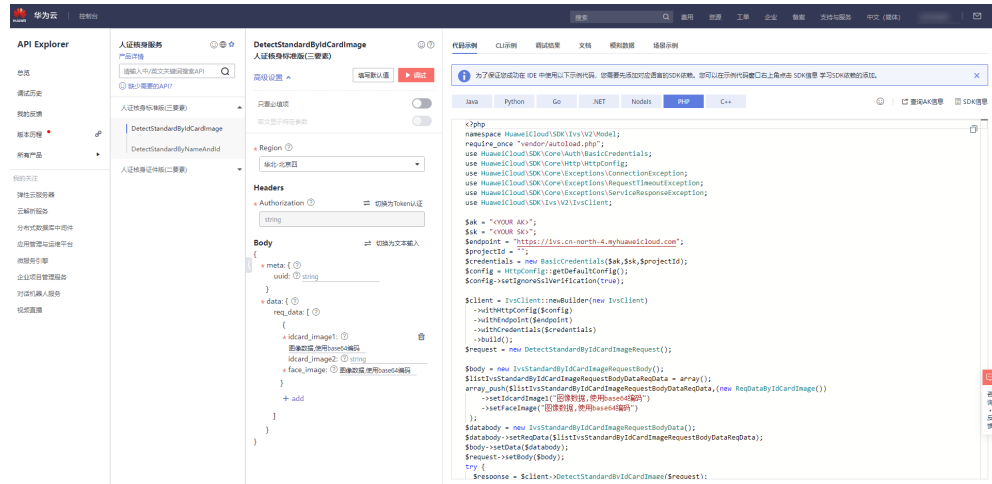 HUAWEI
华为云 控制台
搜索
备用 资源 工单 企业 备案 支持与服务 中文 (简体)
API Explorer
总览
调试历史
我的反馈
版本历程
所有产品
我的关注
弹性云服务器
云解析服务
分布式数据库中间件
应用管理与运维平台
微服务引擎
企业项目管理服务
对话机器人服务
视频直播
人证核身服务
产品详情
请输入中/英文关键词搜索API
缺少需要的API?
人证核身标准版(三要素)
DetectStandardByIdCardImage
DetectStandardByNameAndId
人证核身证件版(二要素)
DetectStandardByIdCardImage
人证核身标准版(三要素)
高级设置 填写默认值 调试
只看必填项
英文显示待定参数
* Region
华北-北京四
Headers
* Authorization 切换为Token认证
string
Body 切换为文本输入
{
* meta: {
uuid: string
}
* data: {
req_data: [
{
* idcard_image1:
图像数据,使用base64编码
idcard_image2: string
* face_image: 图像数据,使用base64编码
}
+ add
]
}
}
代码示例 CLI示例 调试结果 文档 模拟数据 场景示例
为了保证您成功在 IDE 中使用以下示例代码，您需要先添加对应语言的SDK依赖。您可以在示例代码窗口右上角点击 SDK信息 学习SDK依赖的添加。
Java Python Go .NET NodeJs PHP C++
查询AK信息 SDK信息
<?php
namespace HuaweiCloud\SDK\Ivs\V2\Model;
require_once "vendor/autoload.php";
use HuaweiCloud\SDK\Core\Auth\BasicCredentials;
use HuaweiCloud\SDK\Core\Http\HttpConfig;
use HuaweiCloud\SDK\Core\Exceptions\ConnectionException;
use HuaweiCloud\SDK\Core\Exceptions\RequestTimeoutException;
use HuaweiCloud\SDK\Core\Exceptions\ServiceResponseException;
use HuaweiCloud\SDK\Ivs\V2\IvsClient;
$ak = "<YOUR AK>";
$sk = "<YOUR SK>";
$endpoint = "https://ivs.cn-north-4.myhuaweicloud.com";
$projectId = "";
$credentials = new BasicCredentials($ak,$sk,$projectId);
$config = HttpConfig::getDefaultConfig();
$config->setIgnoreSslVerification(true);
$client = IvsClient::newBuilder(new IvsClient)
->withHttpConfig($config)
->withEndpoint($endpoint)
->withCredentials($credentials)
->build();
$request = new DetectStandardByIdCardImageRequest();
$body = new IvsStandardByIdCardImageRequestBody();
$listIvsStandardByIdCardImageRequestBodyDataReqData = array();
array_push($listIvsStandardByIdCardImageRequestBodyDataReqData,(new ReqDataByIdCardImage())
->setIdcardImage1("图像数据,使用base64编码")
->setFaceImage("图像数据,使用base64编码")
);
$databody = new IvsStandardByIdCardImageRequestBodyData();
$databody->setReqData($listIvsStandardByIdCardImageRequestBodyDataReqData);
$body->setData($databody);
$request->setBody($body);
try {
$response = $client->DetectStandardByIdCardImage($request);